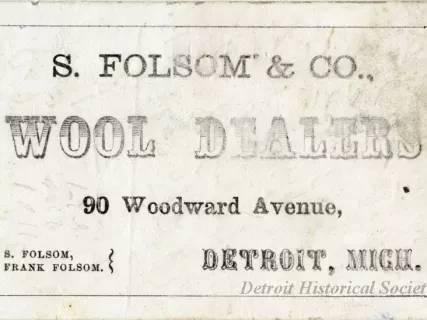 S. FOLSOM & CO.,
WOOL DEALERS
90 Woodward Avenue,
S. FOLSOM,
FRANK FOLSOM.
DETROIT, MICH.
Detroit Historical Societ